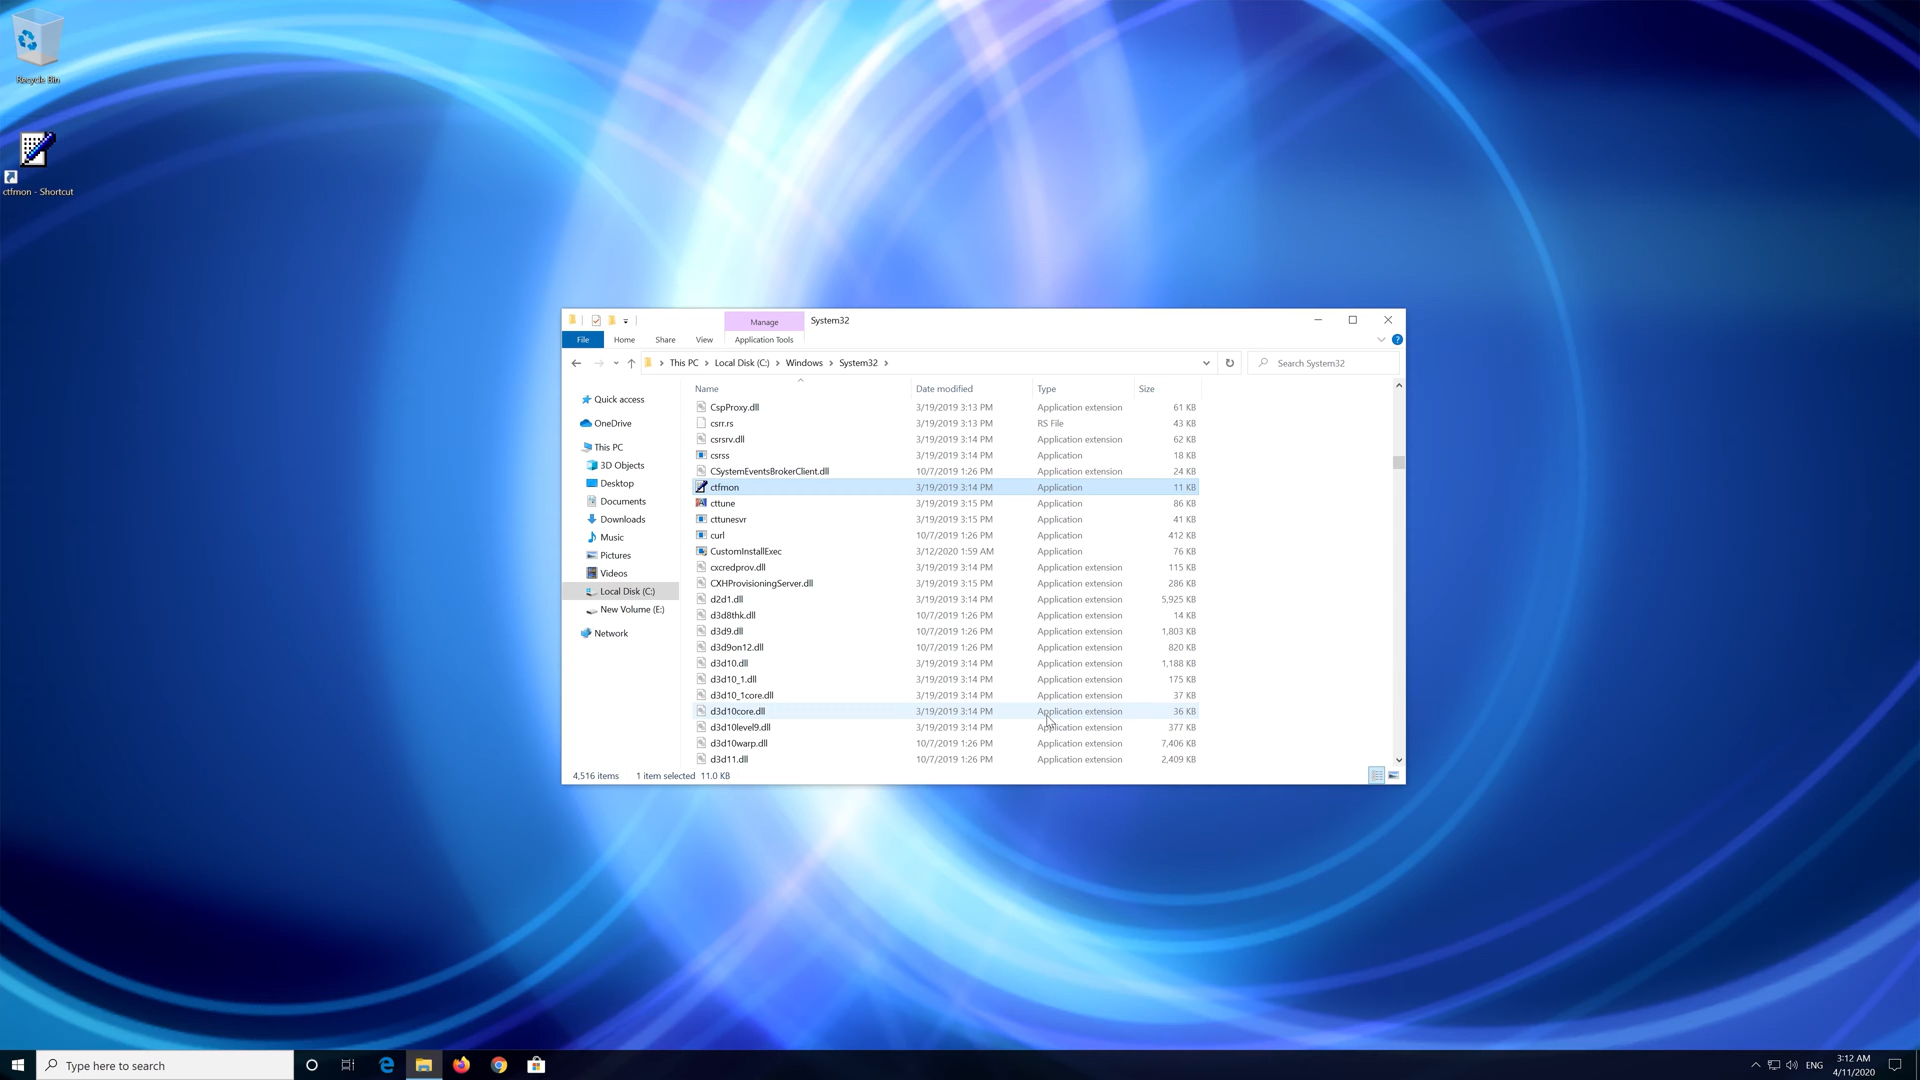 Recycle Bin
ctfmon - Shortcut
Manage System32
File Home Share View Application Tools
This PC Local Disk (C:) Windows System32 Search System32
Name Date modified Type Size
Quick access
OneDrive
This PC
3D Objects
Desktop
Documents
Downloads
Music
Pictures
Videos
Local Disk (C:)
New Volume (E:)
Network
CspProxy.dll 3/19/2019 3:13 PM Application extension 61 KB
csrr.rs 3/19/2019 3:13 PM RS File 43 KB
csrsrv.dll 3/19/2019 3:14 PM Application extension 62 KB
csrss 3/19/2019 3:14 PM Application 18 KB
CSystemEventsBrokerClient.dll 10/7/2019 1:26 PM Application extension 24 KB
ctfmon 3/19/2019 3:14 PM Application 11 KB
cttune 3/19/2019 3:15 PM Application 86 KB
cttunesvr 3/19/2019 3:15 PM Application 41 KB
curl 10/7/2019 1:26 PM Application 412 KB
CustomInstallExec 3/12/2020 1:59 AM Application 76 KB
cxcredprov.dll 3/19/2019 3:14 PM Application extension 115 KB
CXHProvisioningServer.dll 3/19/2019 3:15 PM Application extension 286 KB
d2d1.dll 3/19/2019 3:14 PM Application extension 5,925 KB
d3d8thk.dll 10/7/2019 1:26 PM Application extension 14 KB
d3d9.dll 10/7/2019 1:26 PM Application extension 1,803 KB
d3d9on12.dll 10/7/2019 1:26 PM Application extension 820 KB
d3d10.dll 3/19/2019 3:14 PM Application extension 1,188 KB
d3d10_1.dll 3/19/2019 3:14 PM Application extension 175 KB
d3d10_1core.dll 3/19/2019 3:14 PM Application extension 37 KB
d3d10core.dll 3/19/2019 3:14 PM Application extension 36 KB
d3d10level9.dll 3/19/2019 3:14 PM Application extension 377 KB
d3d10warp.dll 10/7/2019 1:26 PM Application extension 7,406 KB
d3d11.dll 10/7/2019 1:26 PM Application extension 2,409 KB
4,516 items 1 item selected 11.0 KB
Type here to search
ENG
3:12 AM
4/11/2020